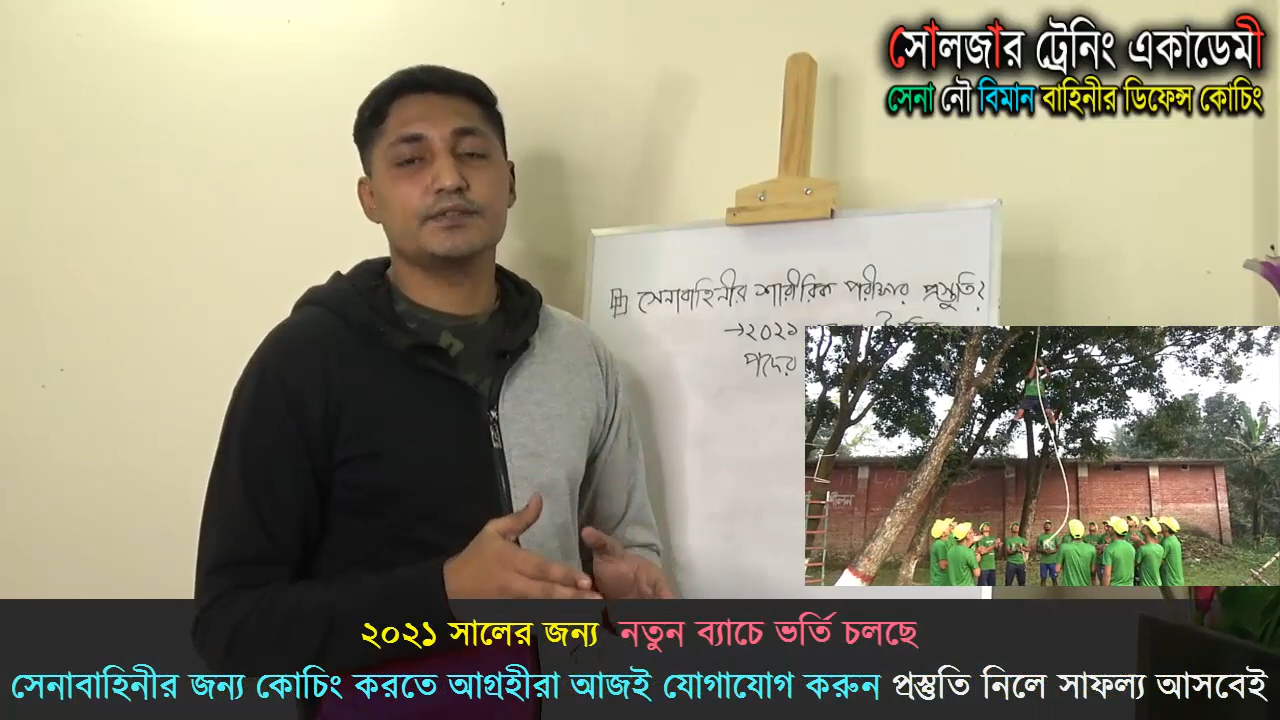 সোলজার ট্রেনিং একাডেমী
সেনা নৌ বিমান বাহিনীর ডিফেন্স কোচিং
সেনাবাহিনীর শারীরিক পরীক্ষার প্রস্তুতি?
→২০২১
পদের
২০২১ সালের জন্য নতুন ব্যাচে ভর্তি চলছে
সেনাবাহিনীর জন্য কোচিং করতে আগ্রহীরা আজই যোগাযোগ করুন প্রস্তুতি নিলে সাফল্য আসবেই